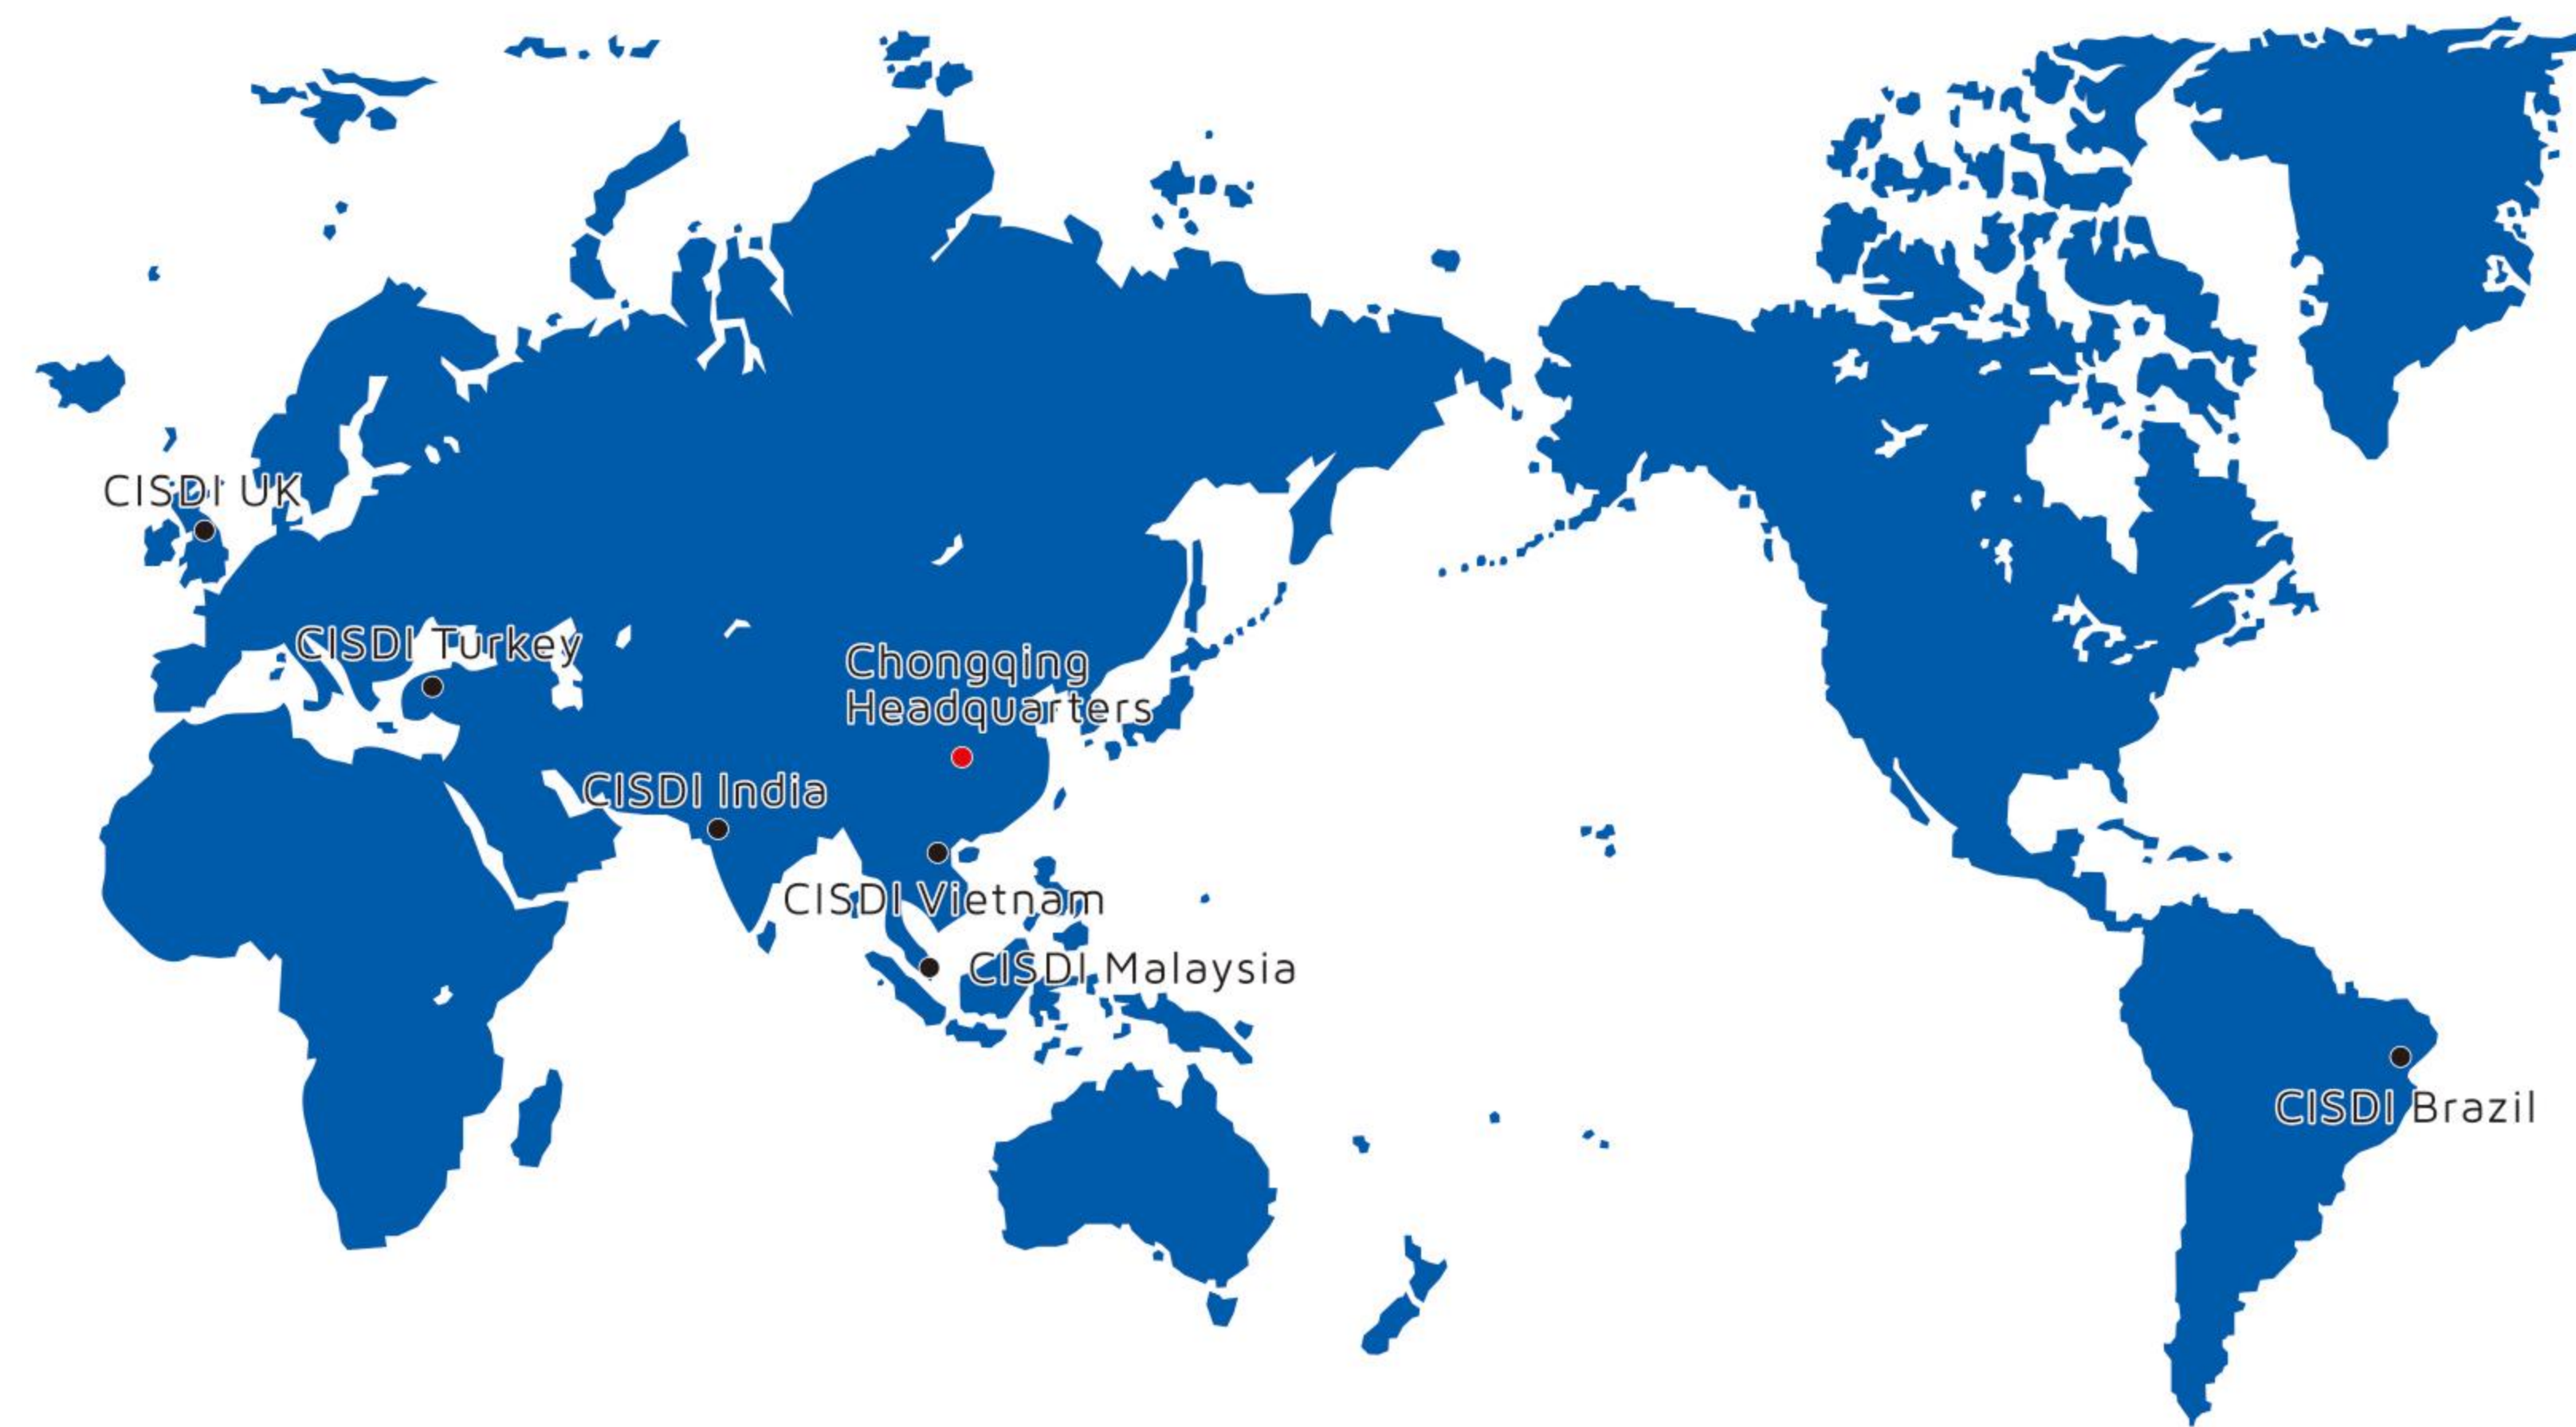 CISDI UK
CISDI Turkey
Chongqing
Headquarters
CISDI India
CISDI Vietnam
CISDI Malaysia
CISDI Brazil